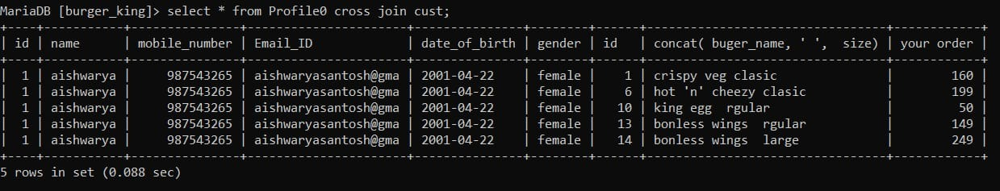 MariaDB [burger_king]> select * from Profile0 cross join cust;
+----+-----------+---------------+----------------------+---------------+--------+----+--------------------------------+------------+
| id | name      | mobile_number | Email_ID             | date_of_birth | gender | id | concat( buger_name, ' ',  size) | your order |
+----+-----------+---------------+----------------------+---------------+--------+----+--------------------------------+------------+
|  1 | aishwarya |     987543265 | aishwaryasantosh@gma | 2001-04-22    | female |  1 | crispy veg clasic              |        160 |
|  1 | aishwarya |     987543265 | aishwaryasantosh@gma | 2001-04-22    | female |  6 | hot 'n' cheezy clasic          |        199 |
|  1 | aishwarya |     987543265 | aishwaryasantosh@gma | 2001-04-22    | female | 10 | king egg  rgular               |         50 |
|  1 | aishwarya |     987543265 | aishwaryasantosh@gma | 2001-04-22    | female | 13 | bonless wings  rgular          |        149 |
|  1 | aishwarya |     987543265 | aishwaryasantosh@gma | 2001-04-22    | female | 14 | bonless wings  large           |        249 |
+----+-----------+---------------+----------------------+---------------+--------+----+--------------------------------+------------+
5 rows in set (0.088 sec)